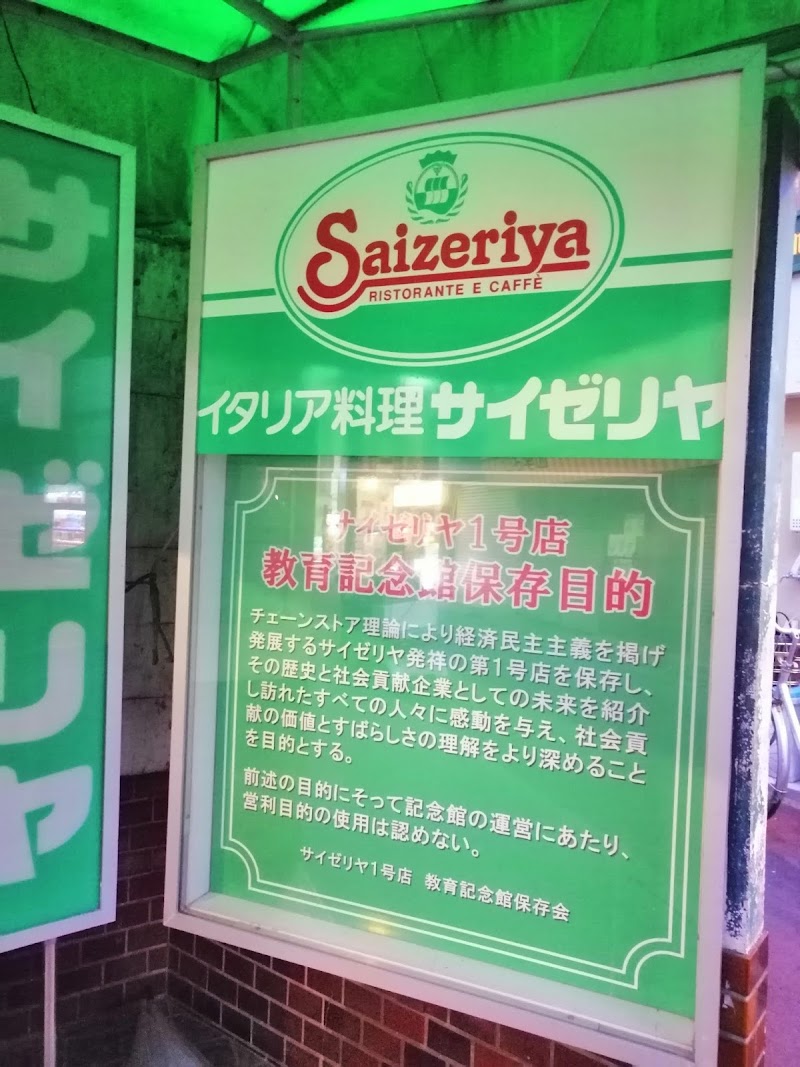 サイゼリヤ
Saizeriya
RISTORANTE E CAFFÈ
イタリア料理 サイゼリヤ
サイゼリヤ1号店
教育記念館保存目的
チェーンストア理論により経済民主主義を掲げ
発展するサイゼリヤ発祥の第1号店を保存し、
その歴史と社会貢献企業としての未来を紹介
し訪れたすべての人々に感動を与え、社会貢
献の価値とすばらしさの理解をより深めること
を目的とする。
前述の目的にそって記念館の運営にあたり、
営利目的の使用は認めない。
サイゼリヤ1号店 教育記念館保存会